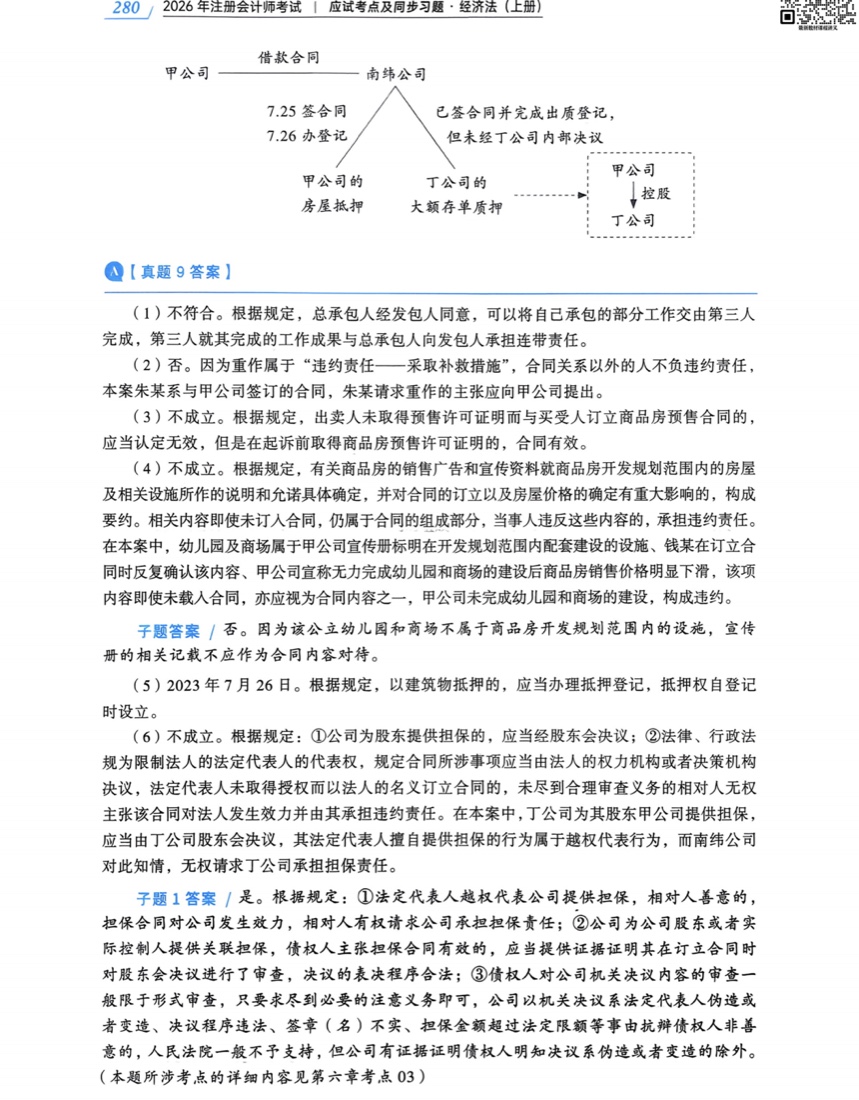 280 2026 年注册会计师考试 | 应试考点及同步习题·经济法（上册）
借款合同
甲公司 南纬公司
7.25 签合同 已签合同并完成出质登记，
7.26 办登记 但未经丁公司内部决议
甲公司的 丁公司的 甲公司
房屋抵押 大额存单质押 控股
丁公司
A【真题 9 答案】
（1）不符合。根据规定，总承包人经发包人同意，可以将自己承包的部分工作交由第三人
完成，第三人就其完成的工作成果与总承包人向发包人承担连带责任。
（2）否。因为重作属于“违约责任——采取补救措施”，合同关系以外的人不负违约责任，
本案朱某系与甲公司签订的合同，朱某请求重作的主张应向甲公司提出。
（3）不成立。根据规定，出卖人未取得预售许可证明而与买受人订立商品房预售合同的，
应当认定无效，但是在起诉前取得商品房预售许可证明的，合同有效。
（4）不成立。根据规定，有关商品房的销售广告和宣传资料就商品房开发规划范围内的房屋
及相关设施所作的说明和允诺具体确定，并对合同的订立以及房屋价格的确定有重大影响的，构成
要约。相关内容即使未订入合同，仍属于合同的组成部分，当事人违反这些内容的，承担违约责任。
在本案中，幼儿园及商场属于甲公司宣传册标明在开发规划范围内配套建设的设施、钱某在订立合
同时反复确认该内容、甲公司宣称无力完成幼儿园和商场的建设后商品房销售价格明显下滑，该项
内容即使未载入合同，亦应视为合同内容之一，甲公司未完成幼儿园和商场的建设，构成违约。
子题答案 / 否。因为该公立幼儿园和商场不属于商品房开发规划范围内的设施，宣传
册的相关记载不应作为合同内容对待。
（5）2023 年 7 月 26 日。根据规定，以建筑物抵押的，应当办理抵押登记，抵押权自登记
时设立。
（6）不成立。根据规定：①公司为股东提供担保的，应当经股东会决议；②法律、行政法
规为限制法人的法定代表人的代表权，规定合同所涉事项应当由法人的权力机构或者决策机构
决议，法定代表人未取得授权而以法人的名义订立合同的，未尽到合理审查义务的相对人无权
主张该合同对法人发生效力并由其承担违约责任。在本案中，丁公司为其股东甲公司提供担保，
应当由丁公司股东会决议，其法定代表人擅自提供担保的行为属于越权代表行为，而南纬公司
对此知情，无权请求丁公司承担担保责任。
子题 1 答案 / 是。根据规定：①法定代表人越权代表公司提供担保，相对人善意的，
担保合同对公司发生效力，相对人有权请求公司承担担保责任；②公司为公司股东或者实
际控制人提供关联担保，债权人主张担保合同有效的，应当提供证据证明其在订立合同时
对股东会决议进行了审查，决议的表决程序合法；③债权人对公司机关决议内容的审查一
般限于形式审查，只要求尽到必要的注意义务即可，公司以机关决议系法定代表人伪造或
者变造、决议程序违法、签章（名）不实、担保金额超过法定限额等事由抗辩债权人非善
意的，人民法院一般不予支持，但公司有证据证明债权人明知决议系伪造或者变造的除外。
（本题所涉考点的详细内容见第六章考点 03）